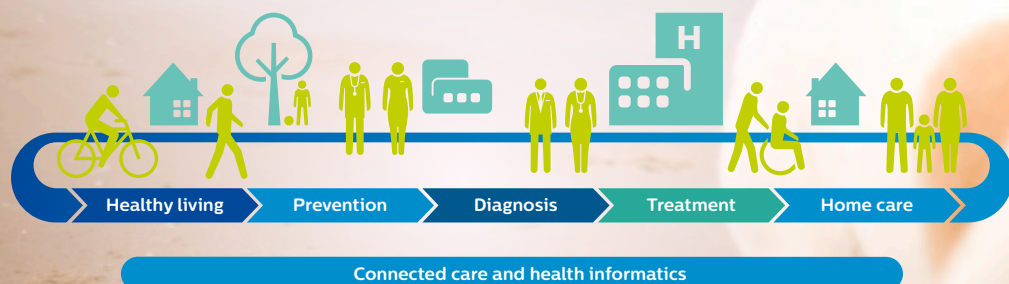 H
Healthy living
Prevention
Diagnosis
Treatment
Home care
Connected care and health informatics